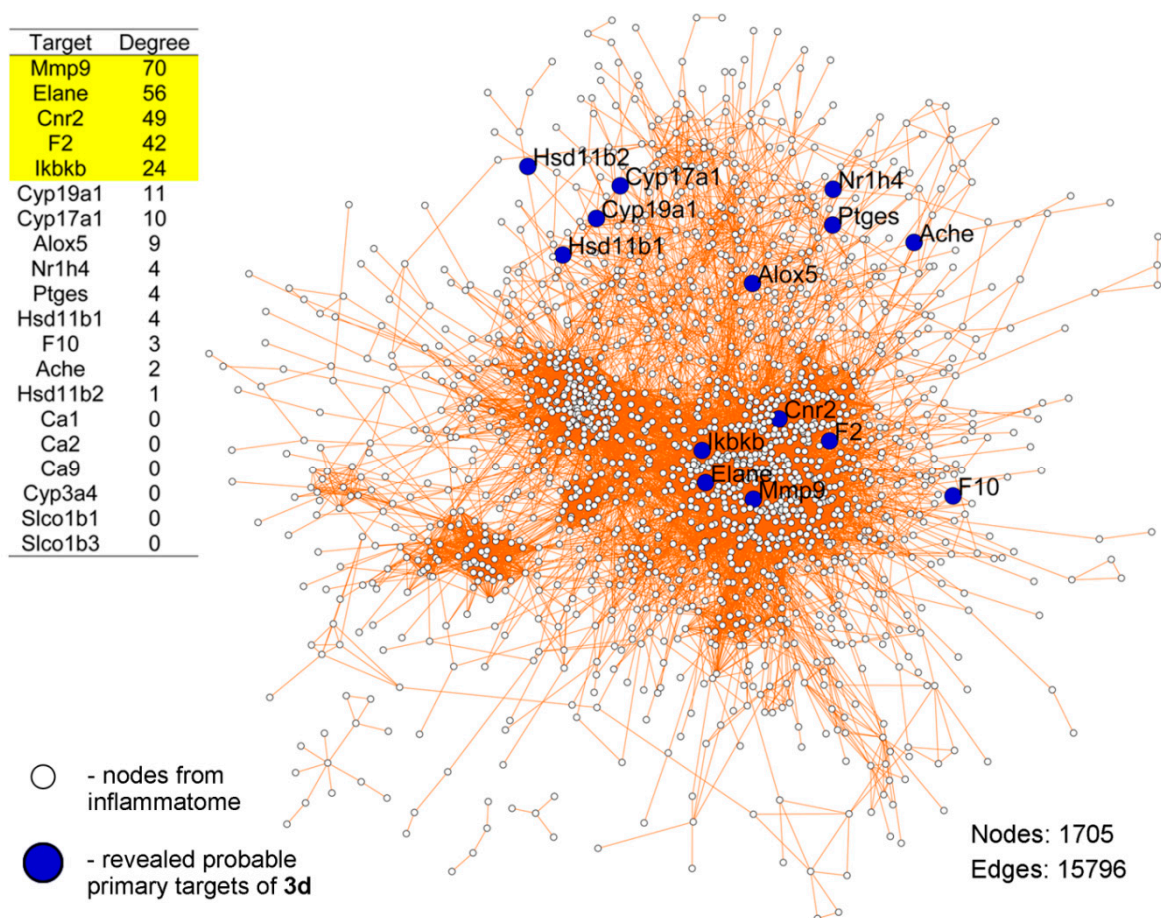 Target Degree
Mmp9 70
Elane 56
Cnr2 49
F2 42
Ikbkb 24
Cyp19a1 11
Cyp17a1 10
Alox5 9
Nr1h4 4
Ptges 4
Hsd11b1 4
F10 3
Ache 2
Hsd11b2 1
Ca1 0
Ca2 0
Ca9 0
Cyp3a4 0
Slco1b1 0
Slco1b3 0
Hsd11b2
Cyp17a1
Nr1h4
Cyp19a1
Ptges
Ache
Hsd11b1
Alox5
Cnr2
F2
Ikbkb
Elane
Mmp9
F10
- nodes from
inflammatome
- revealed probable
primary targets of 3d
Nodes: 1705
Edges: 15796